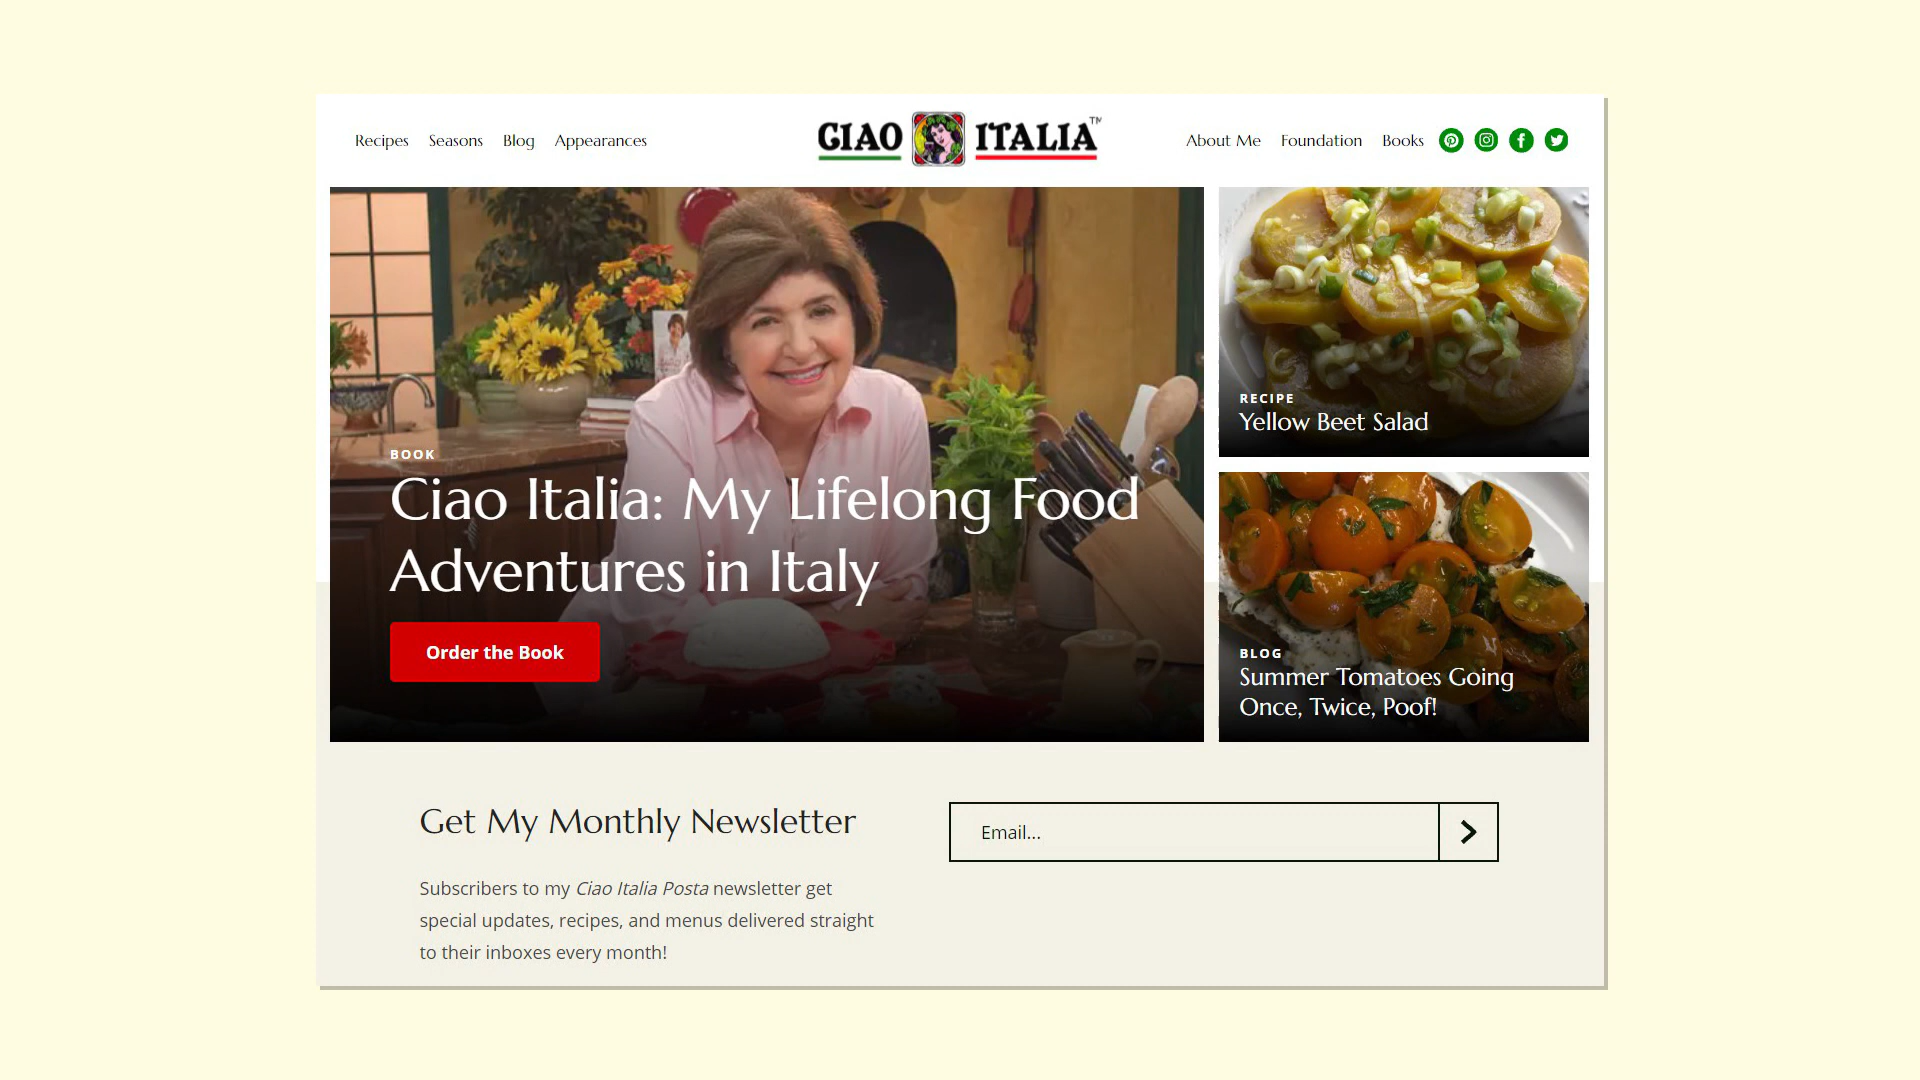 Recipes Seasons Blog Appearances
CIAO ITALIA™
About Me Foundation Books
BOOK
Ciao Italia: My Lifelong Food
Adventures in Italy
Order the Book
RECIPE
Yellow Beet Salad
BLOG
Summer Tomatoes Going
Once, Twice, Poof!
Get My Monthly Newsletter
Subscribers to my Ciao Italia Posta newsletter get
special updates, recipes, and menus delivered straight
to their inboxes every month!
Email...